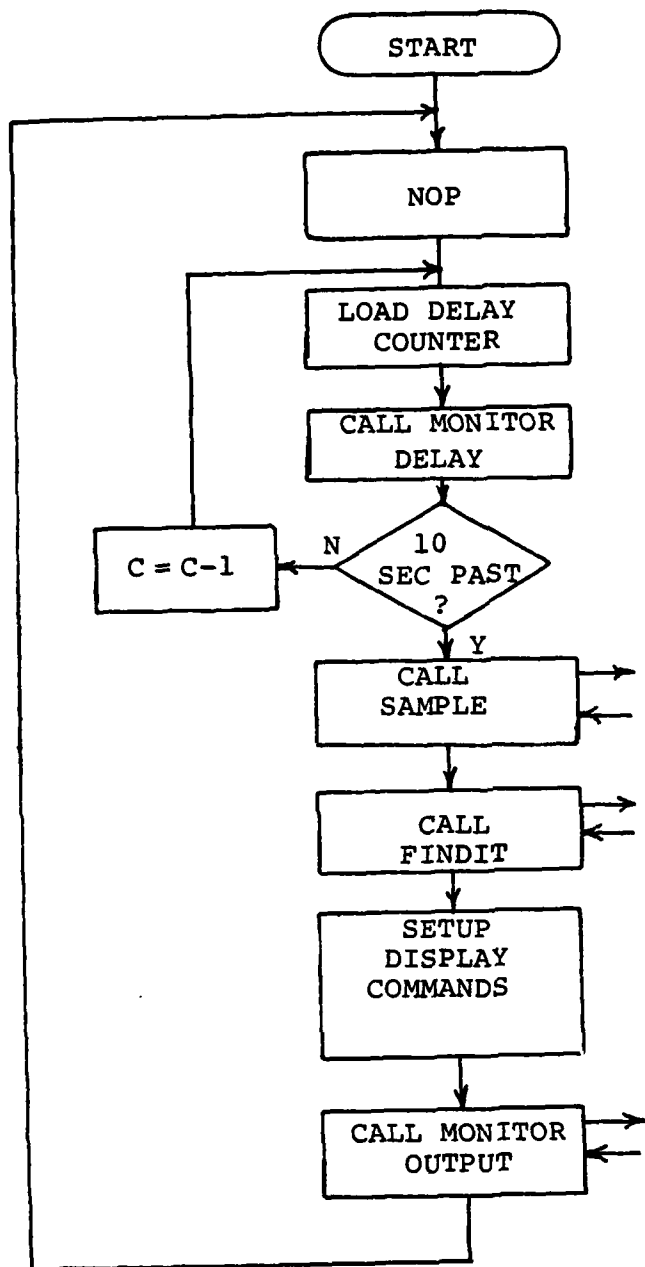 START
NOP
LOAD DELAY
COUNTER
CALL MONITOR
DELAY
10
SEC PAST
?
N
C = C-1
Y
CALL
SAMPLE
CALL
FINDIT
SETUP
DISPLAY
COMMANDS
CALL MONITOR
OUTPUT